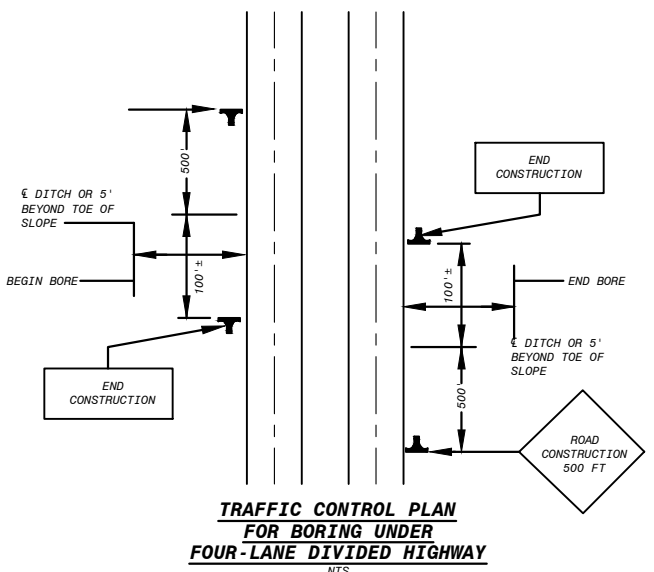 500'
℄ DITCH OR 5'
BEYOND TOE OF
SLOPE
BEGIN BORE
100'±
END
CONSTRUCTION
END
CONSTRUCTION
100'±
END BORE
℄ DITCH OR 5'
BEYOND TOE OF
SLOPE
500'
ROAD
CONSTRUCTION
500 FT
TRAFFIC CONTROL PLAN
FOR BORING UNDER
FOUR-LANE DIVIDED HIGHWAY
NTS